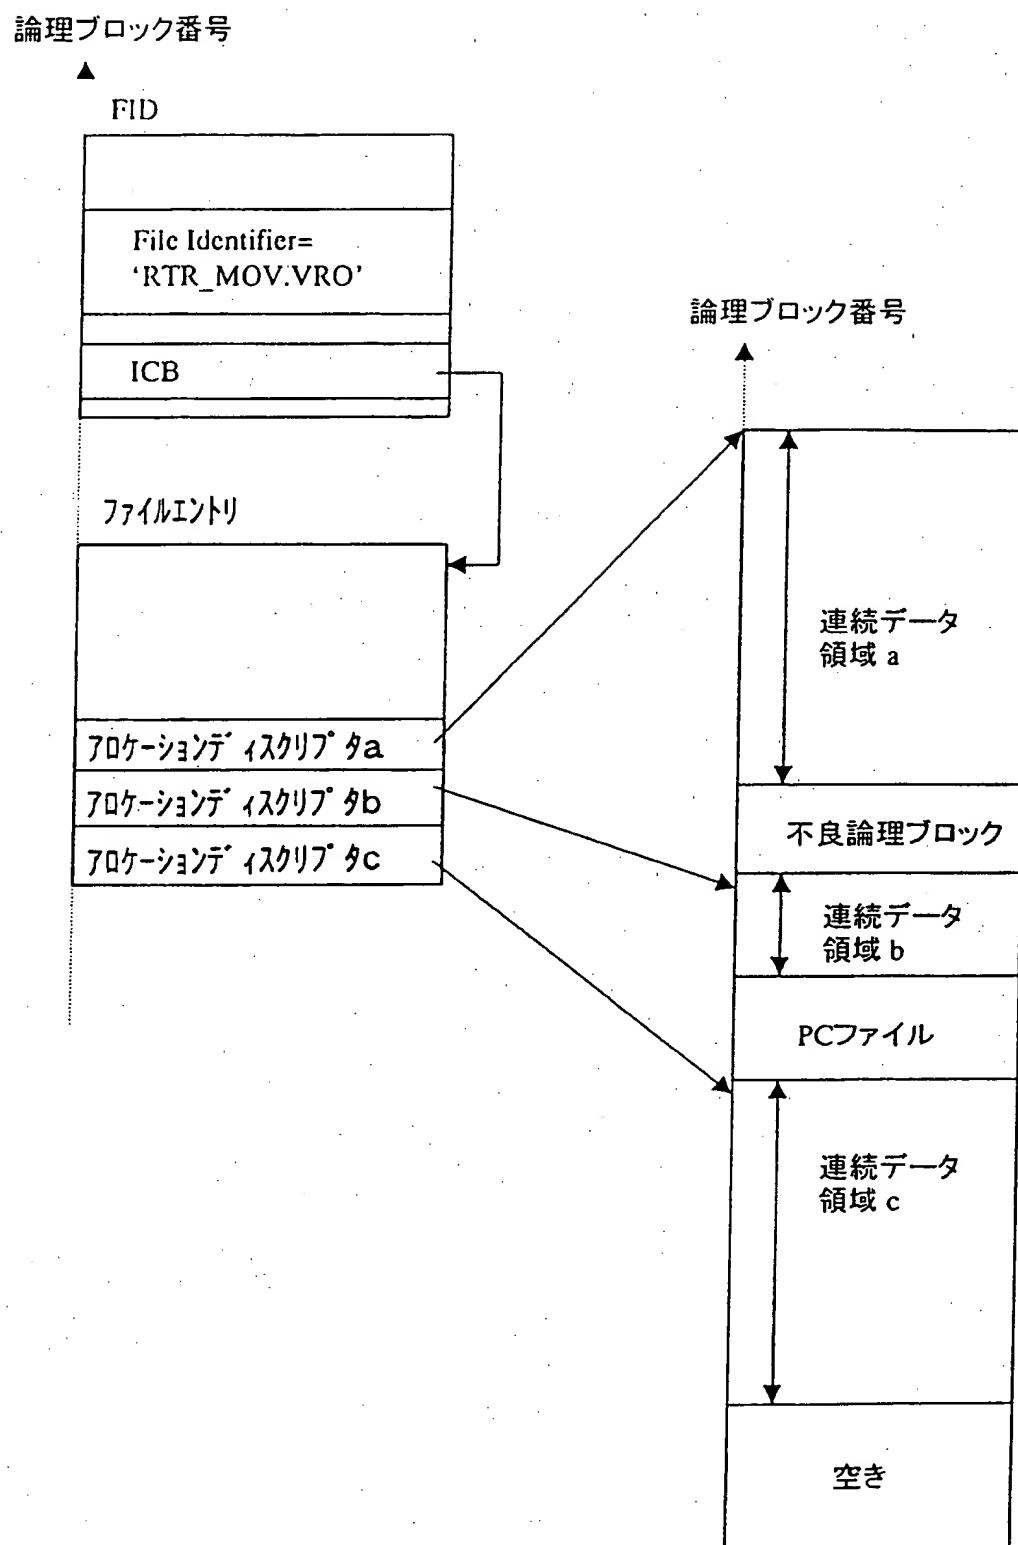 論理ブロック番号
FID
File Identifier=
‘RTR_MOV.VRO’
ICB
ファイルエントリ
アロケーションディスクリプタa
アロケーションディスクリプタb
アロケーションディスクリプタc
論理ブロック番号
連続データ
領域 a
不良論理ブロック
連続データ
領域 b
PCファイル
連続データ
領域 c
空き